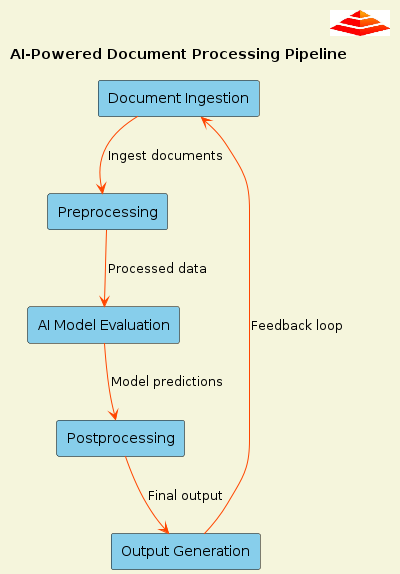 AI-Powered Document Processing Pipeline
Document Ingestion
Ingest documents
Preprocessing
Processed data
AI Model Evaluation
Feedback loop
Model predictions
Postprocessing
Final output
Output Generation